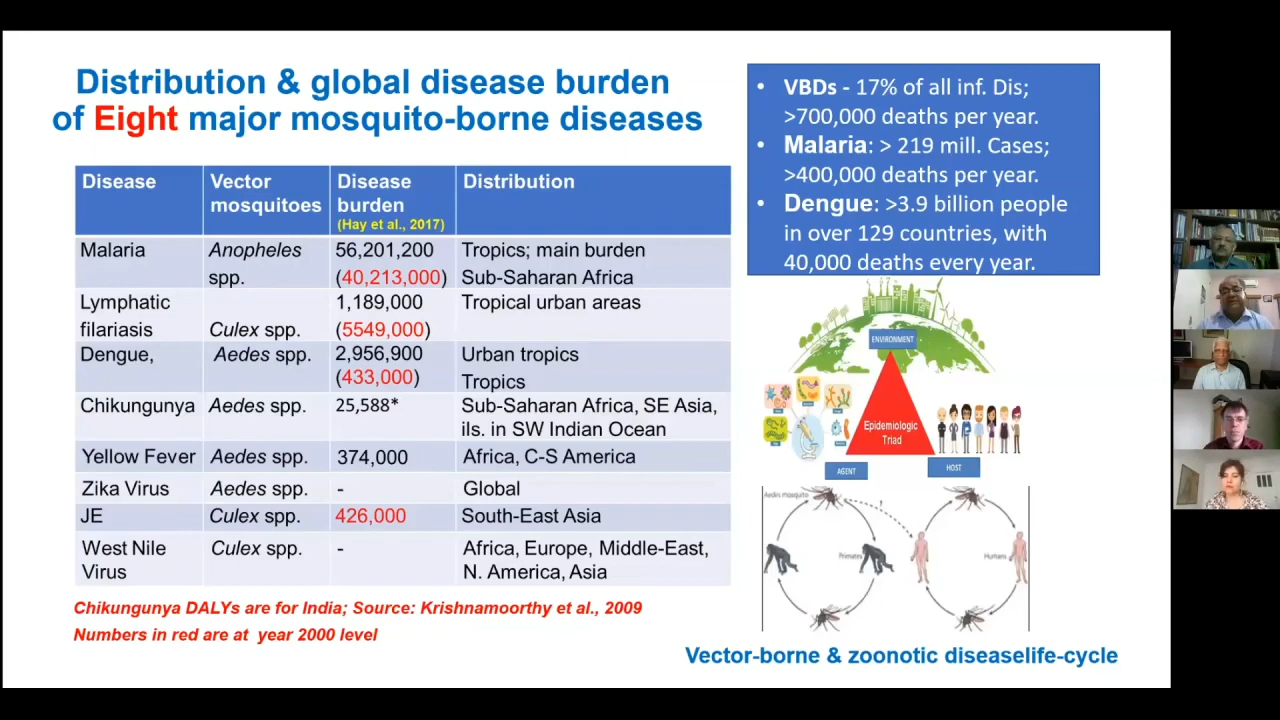 Distribution & global disease burden
of Eight major mosquito-borne diseases
Disease
Vector
mosquitoes
Disease
burden
(Hay et al., 2017)
Distribution
Malaria
Anopheles
spp.
56,201,200
(40,213,000)
Tropics; main burden
Sub-Saharan Africa
Lymphatic
filariasis
Culex spp.
1,189,000
(5549,000)
Tropical urban areas
Dengue,
Aedes spp.
2,956,900
(433,000)
Urban tropics
Tropics
Chikungunya
Aedes spp.
25,588*
Sub-Saharan Africa, SE Asia,
ils. in SW Indian Ocean
Yellow Fever
Aedes spp.
374,000
Africa, C-S America
Zika Virus
Aedes spp.
-
Global
JE
Culex spp.
426,000
South-East Asia
West Nile
Virus
Culex spp.
-
Africa, Europe, Middle-East,
N. America, Asia
Chikungunya DALYs are for India; Source: Krishnamoorthy et al., 2009
Numbers in red are at year 2000 level
• VBDs - 17% of all inf. Dis;
>700,000 deaths per year.
• Malaria: > 219 mill. Cases;
>400,000 deaths per year.
• Dengue: >3.9 billion people
in over 129 countries, with
40,000 deaths every year.
ENVIRONMENT
Epidemiologic
Triad
AGENT
HOST
Aedes mosquito
Primates
Humans
Vector-borne & zoonotic diseaselife-cycle